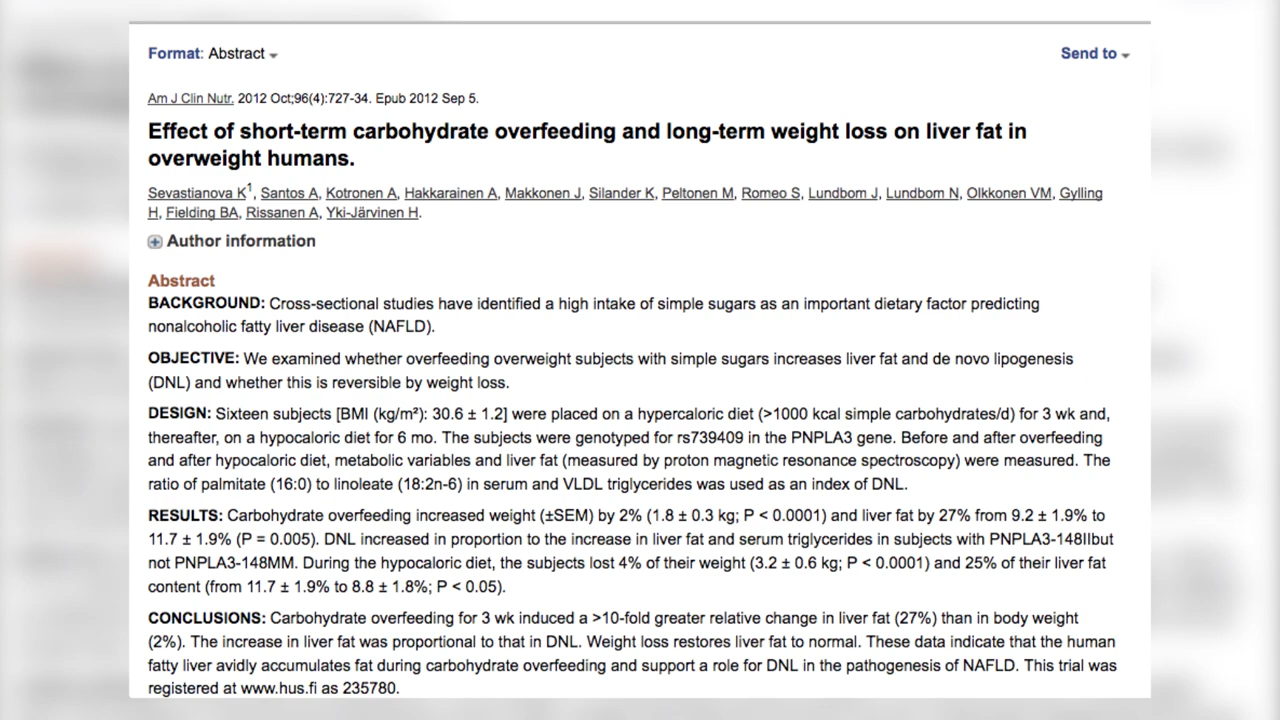 Format: Abstract
Send to
Am J Clin Nutr. 2012 Oct;96(4):727-34. Epub 2012 Sep 5.
Effect of short-term carbohydrate overfeeding and long-term weight loss on liver fat in
overweight humans.
Sevastianova K1, Santos A, Kotronen A, Hakkarainen A, Makkonen J, Silander K, Peltonen M, Romeo S, Lundbom J, Lundbom N, Olkkonen VM, Gylling
H, Fielding BA, Rissanen A, Yki-Järvinen H.
Author information
Abstract
BACKGROUND: Cross-sectional studies have identified a high intake of simple sugars as an important dietary factor predicting
nonalcoholic fatty liver disease (NAFLD).
OBJECTIVE: We examined whether overfeeding overweight subjects with simple sugars increases liver fat and de novo lipogenesis
(DNL) and whether this is reversible by weight loss.
DESIGN: Sixteen subjects [BMI (kg/m²): 30.6 ± 1.2] were placed on a hypercaloric diet (>1000 kcal simple carbohydrates/d) for 3 wk and,
thereafter, on a hypocaloric diet for 6 mo. The subjects were genotyped for rs739409 in the PNPLA3 gene. Before and after overfeeding
and after hypocaloric diet, metabolic variables and liver fat (measured by proton magnetic resonance spectroscopy) were measured. The
ratio of palmitate (16:0) to linoleate (18:2n-6) in serum and VLDL triglycerides was used as an index of DNL.
RESULTS: Carbohydrate overfeeding increased weight (±SEM) by 2% (1.8 ± 0.3 kg; P < 0.0001) and liver fat by 27% from 9.2 ± 1.9% to
11.7 ± 1.9% (P = 0.005). DNL increased in proportion to the increase in liver fat and serum triglycerides in subjects with PNPLA3-148IIbut
not PNPLA3-148MM. During the hypocaloric diet, the subjects lost 4% of their weight (3.2 ± 0.6 kg; P < 0.0001) and 25% of their liver fat
content (from 11.7 ± 1.9% to 8.8 ± 1.8%; P < 0.05).
CONCLUSIONS: Carbohydrate overfeeding for 3 wk induced a >10-fold greater relative change in liver fat (27%) than in body weight
(2%). The increase in liver fat was proportional to that in DNL. Weight loss restores liver fat to normal. These data indicate that the human
fatty liver avidly accumulates fat during carbohydrate overfeeding and support a role for DNL in the pathogenesis of NAFLD. This trial was
registered at www.hus.fi as 235780.